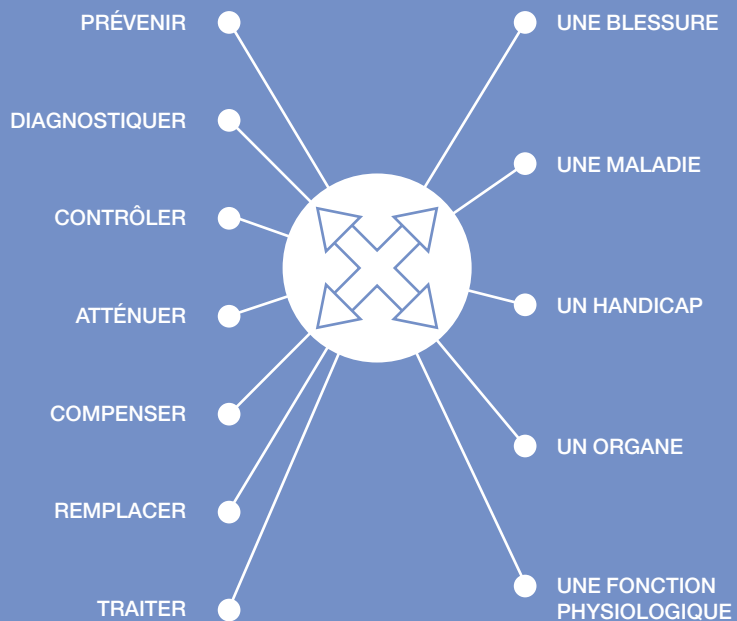 PRÉVENIR
DIAGNOSTIQUER
CONTRÔLER
ATTÉNUER
COMPENSER
REMPLACER
TRAITER
UNE BLESSURE
UNE MALADIE
UN HANDICAP
UN ORGANE
UNE FONCTION
PHYSIOLOGIQUE